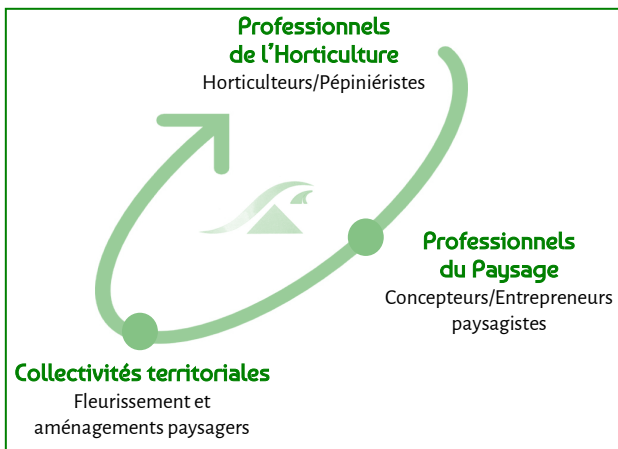 Professionnels
de l'Horticulture
Horticulteurs/Pépiniéristes
Professionnels
du Paysage
Concepteurs/Entrepreneurs
paysagistes
Collectivités territoriales
Fleurissement et
aménagements paysagers